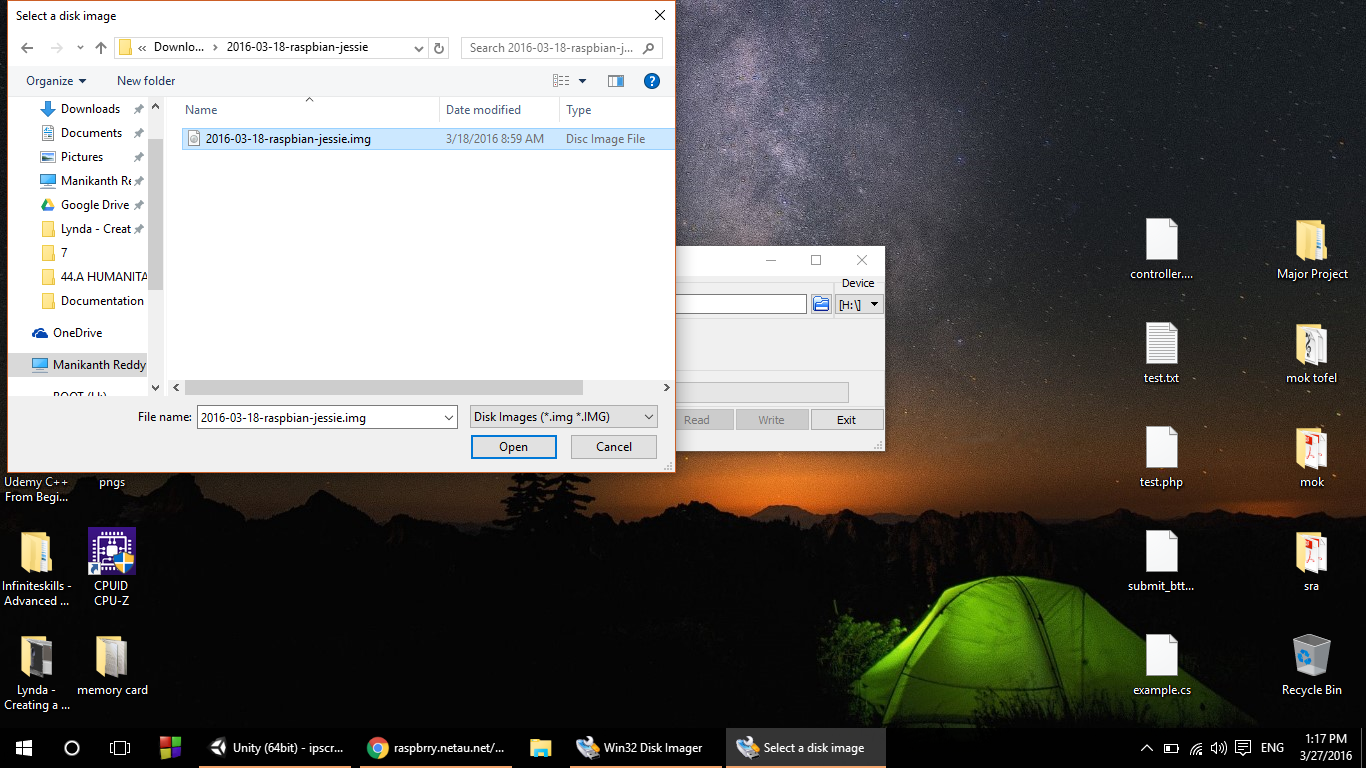 Select a disk image
« Downlo... › 2016-03-18-raspbian-jessie
Search 2016-03-18-raspbian-j...
Organize
New folder
Name
Date modified
Type
2016-03-18-raspbian-jessie.img
3/18/2016 8:59 AM
Disc Image File
Downloads
Documents
Pictures
Manikanth Re
Google Drive
Lynda - Creat
7
44.A HUMANITA
Documentation
OneDrive
Manikanth Reddy
File name:
2016-03-18-raspbian-jessie.img
Disk Images (*.img *.IMG)
Open
Cancel
Device
[H:\]
Read
Write
Exit
controller....
Major Project
test.txt
mok tofel
test.php
mok
submit_btt...
sra
example.cs
Recycle Bin
Udemy C++
From Begi...
pngs
Infiniteskills -
Advanced ...
CPUID
CPU-Z
Lynda -
Creating a ...
memory card
Unity (64bit) - ipscr...
raspbrry.netau.net/...
Win32 Disk Imager
Select a disk image
ENG
1:17 PM
3/27/2016